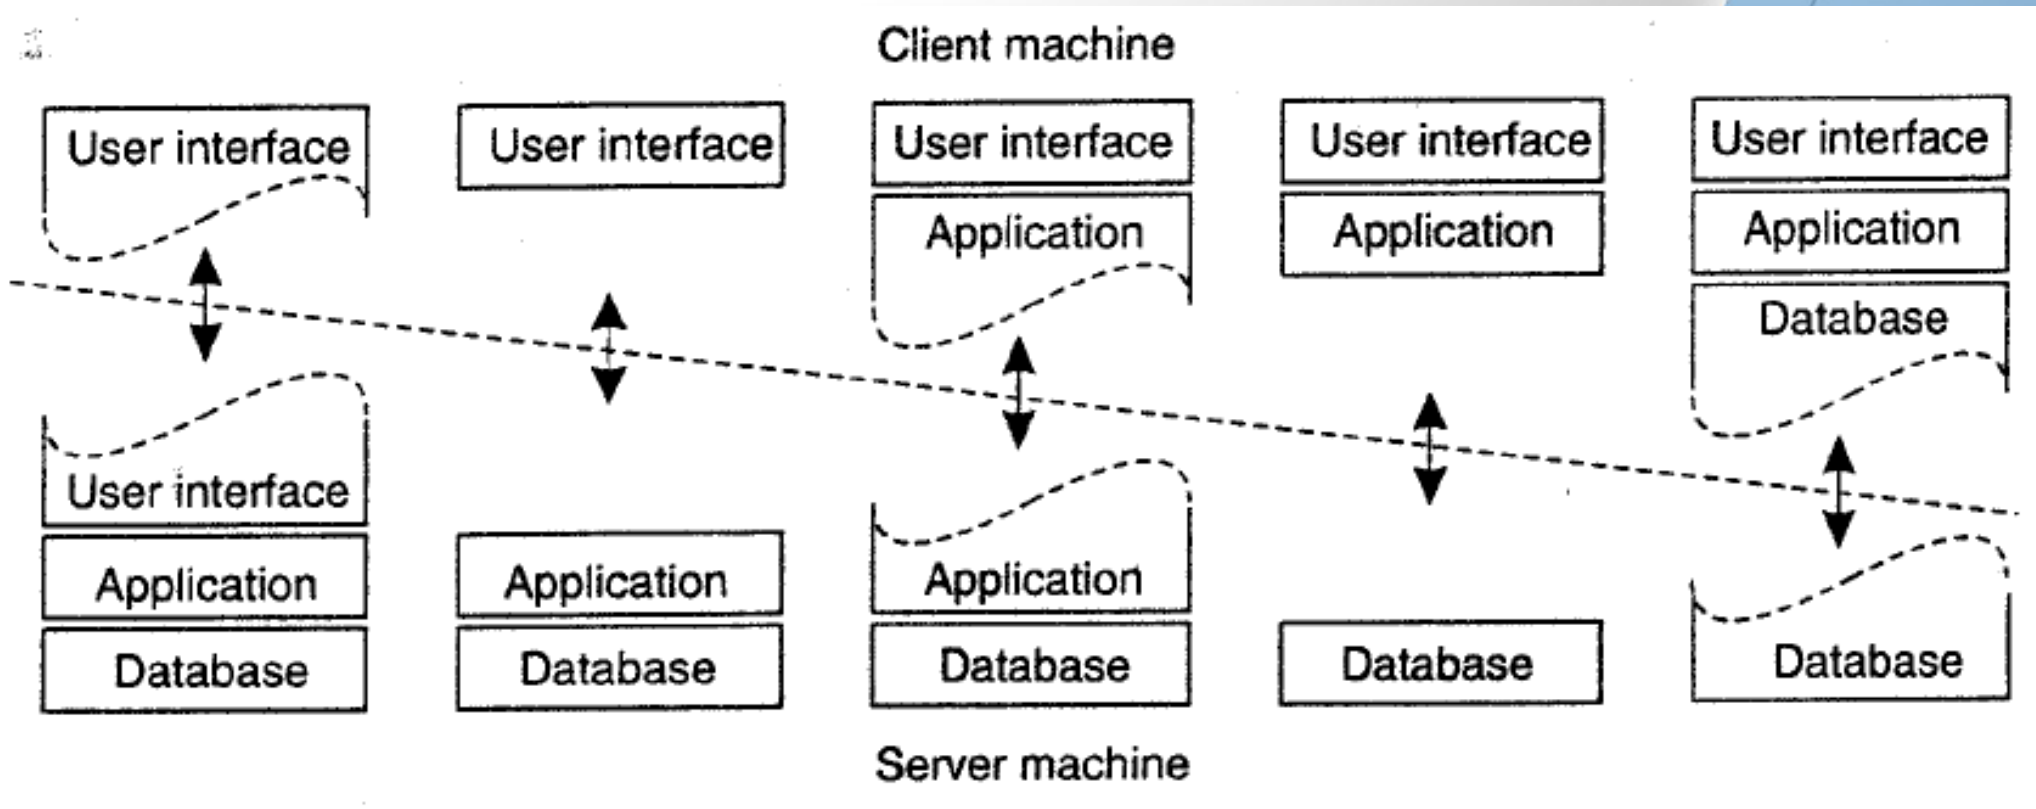 Client machine
User interface
User interface
User interface
User interface
User interface
Application
Application
Application
Database
User interface
Application
Application
Application
Database
Database
Database
Database
Database
Server machine